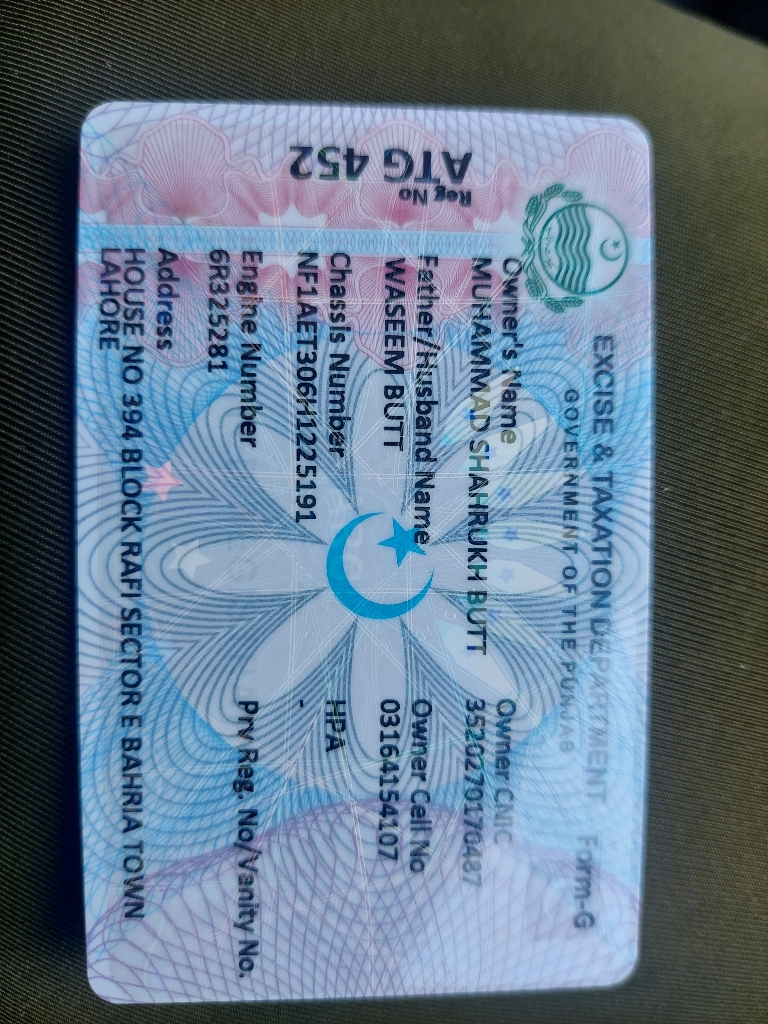 EXCISE & TAXATION DEPARTMENT Form-G
GOVERNMENT OF THE PUNJAB
Reg No
ATG 452
Owner's Name Owner CNIC
MUHAMMAD SHAHRUKH BUTT 3520270170487
Father/Husband Name Owner Cell No
WASEEM BUTT 03164154107
Chassis Number HPA
NF1AET306H1225191 -
Engine Number Prv Reg. No/Vanity No.
6R325281
Address
HOUSE NO 394 BLOCK RAFI SECTOR E BAHRIA TOWN
LAHORE